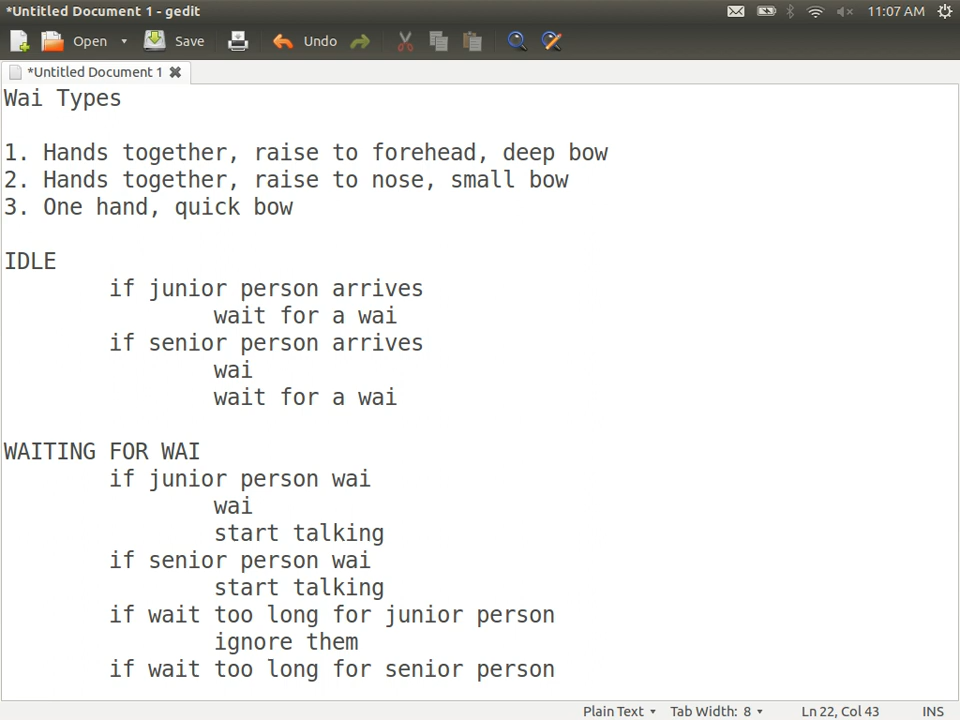 *Untitled Document 1 - gedit
11:07 AM
Open
Save
Undo
*Untitled Document 1
Wai Types
1. Hands together, raise to forehead, deep bow
2. Hands together, raise to nose, small bow
3. One hand, quick bow
IDLE
if junior person arrives
wait for a wai
if senior person arrives
wai
wait for a wai
WAITING FOR WAI
if junior person wai
wai
start talking
if senior person wai
start talking
if wait too long for junior person
ignore them
if wait too long for senior person
Plain Text
Tab Width: 8
Ln 22, Col 43
INS